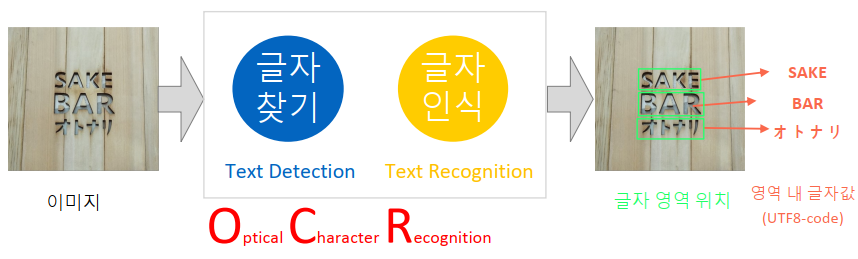 SAKE
BAR
オトナリ
이미지
글자
찾기
글자
인식
Text Detection
Text Recognition
Optical Character Recognition
SAKE
BAR
オトナリ
SAKE
BAR
オトナリ
글자 영역 위치
영역 내 글자값
(UTF8-code)